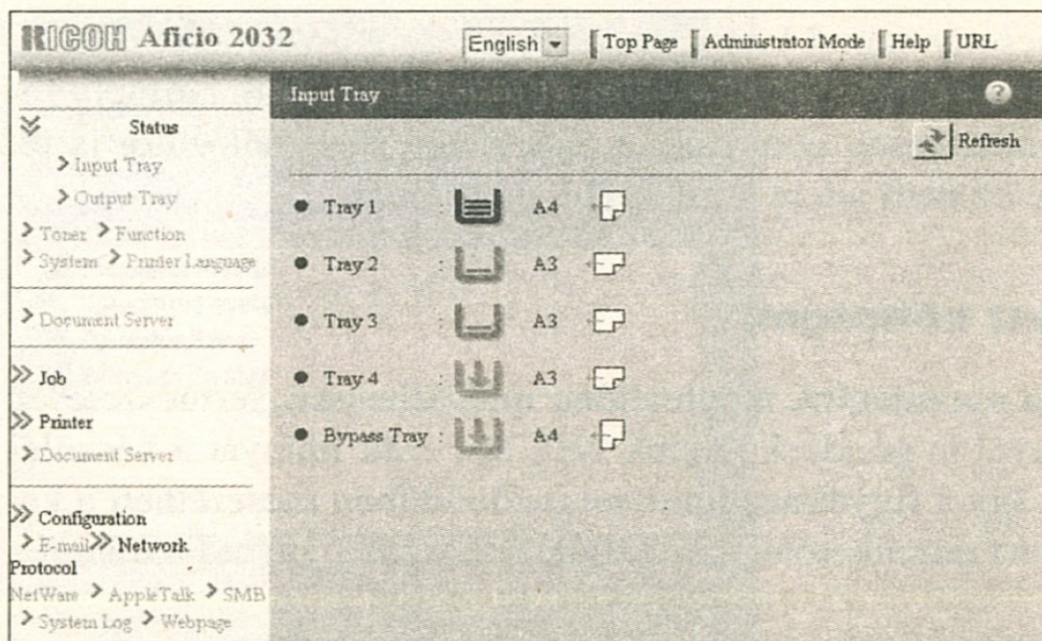 RICOH Aficio 2032
English
Top Page
Administrator Mode
Help
URL
Status
Input Tray
Output Tray
Toner
Function
System
Printer Language
Document Server
Job
Printer
Document Server
Configuration
E-mail
Network
Protocol
NetWare
AppleTalk
SMB
System Log
Webpage
Input Tray
?
Refresh
Tray 1 : A4
Tray 2 : A3
Tray 3 : A3
Tray 4 : A3
Bypass Tray : A4